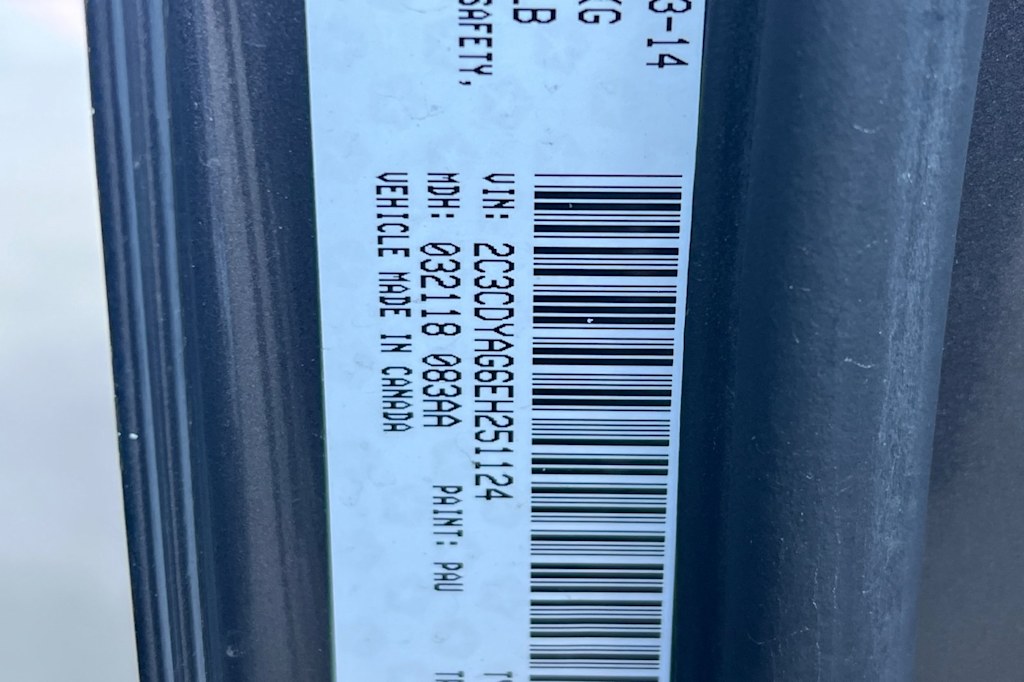 3-14
KG
LB
SAFETY,
VIN: 2C3CDYAG6EH251124
MDH: 032118 083AA PAINT: PAU
VEHICLE MADE IN CANADA